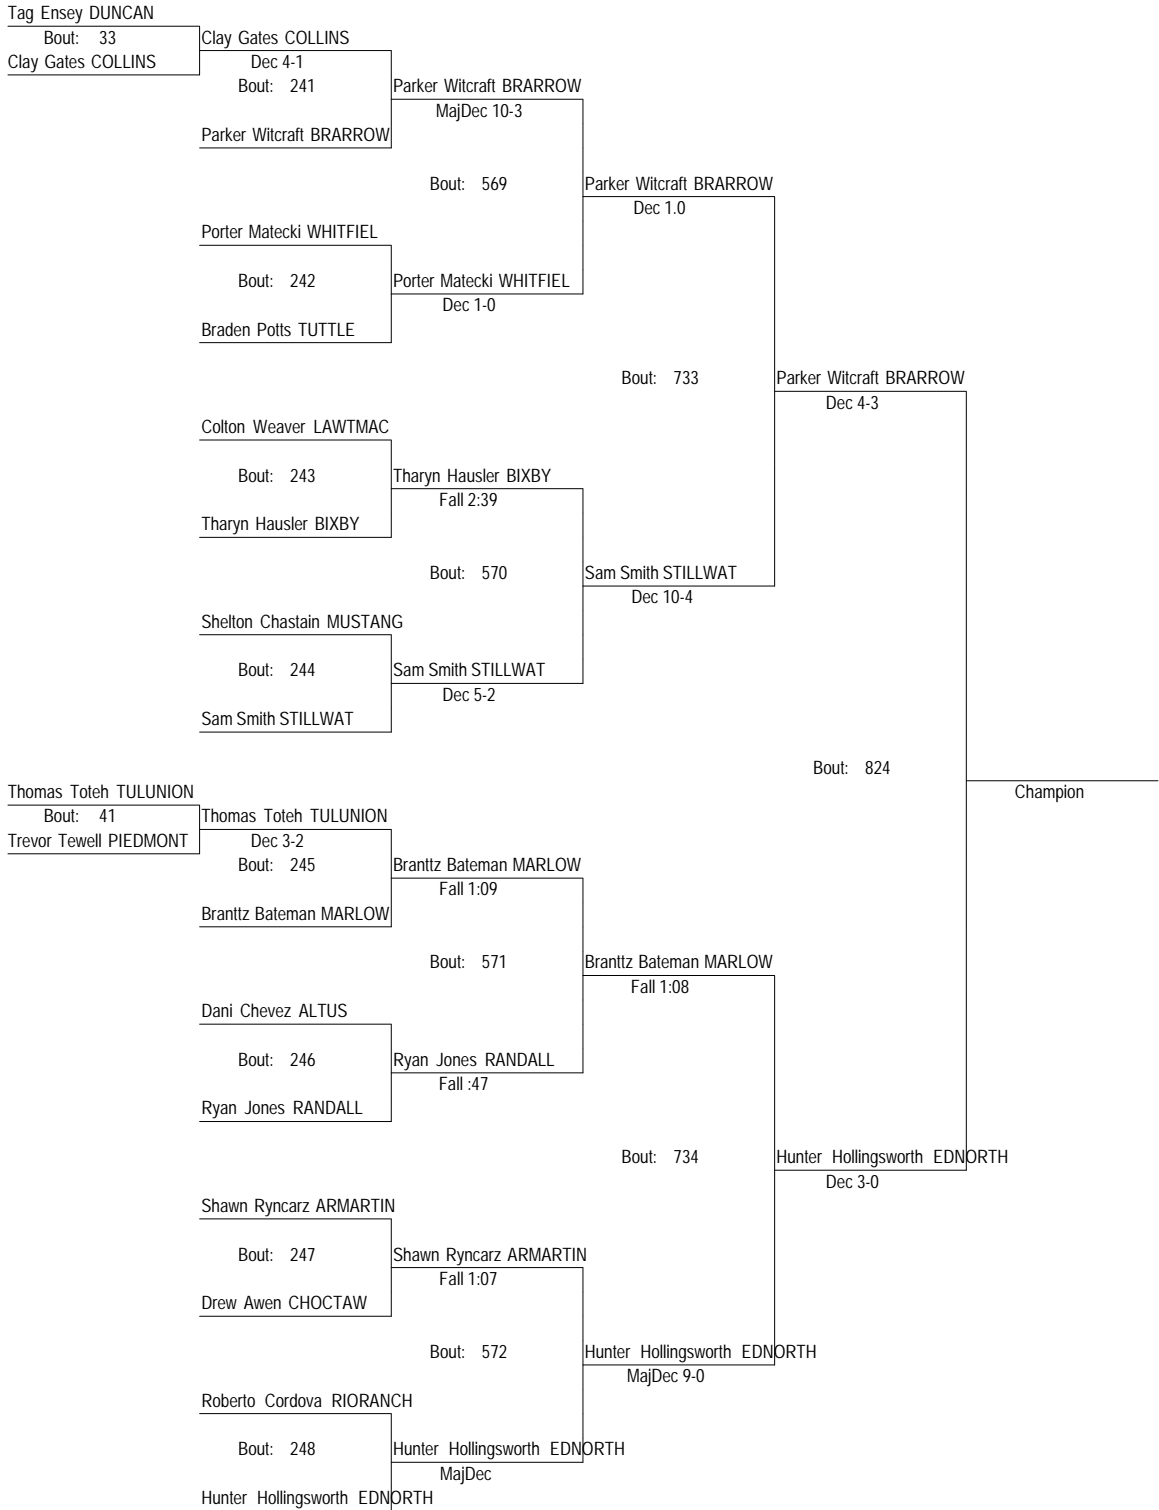 Tag Ensey DUNCAN
Bout: 33
Clay Gates COLLINS
Clay Gates COLLINS
Dec 4-1
Bout: 241
Parker Witcraft BRARROW
MajDec 10-3
Parker Witcraft BRARROW
Bout: 569
Parker Witcraft BRARROW
Dec 1.0
Porter Matecki WHITFIEL
Bout: 242
Porter Matecki WHITFIEL
Dec 1-0
Braden Potts TUTTLE
Bout: 733
Parker Witcraft BRARROW
Dec 4-3
Colton Weaver LAWTMAC
Bout: 243
Tharyn Hausler BIXBY
Fall 2:39
Tharyn Hausler BIXBY
Bout: 570
Sam Smith STILLWAT
Dec 10-4
Shelton Chastain MUSTANG
Bout: 244
Sam Smith STILLWAT
Dec 5-2
Sam Smith STILLWAT
Bout: 824
Champion
Thomas Toteh TULUNION
Bout: 41
Trevor Tewell PIEDMONT
Thomas Toteh TULUNION
Dec 3-2
Bout: 245
Branttz Bateman MARLOW
Fall 1:09
Branttz Bateman MARLOW
Bout: 571
Branttz Bateman MARLOW
Fall 1:08
Dani Chevez ALTUS
Bout: 246
Ryan Jones RANDALL
Fall :47
Ryan Jones RANDALL
Bout: 734
Hunter Hollingsworth EDNORTH
Dec 3-0
Shawn Ryncarz ARMARTIN
Bout: 247
Shawn Ryncarz ARMARTIN
Fall 1:07
Drew Awen CHOCTAW
Bout: 572
Hunter Hollingsworth EDNORTH
MajDec 9-0
Roberto Cordova RIORANCH
Bout: 248
Hunter Hollingsworth EDNORTH
MajDec
Hunter Hollingsworth EDNORTH